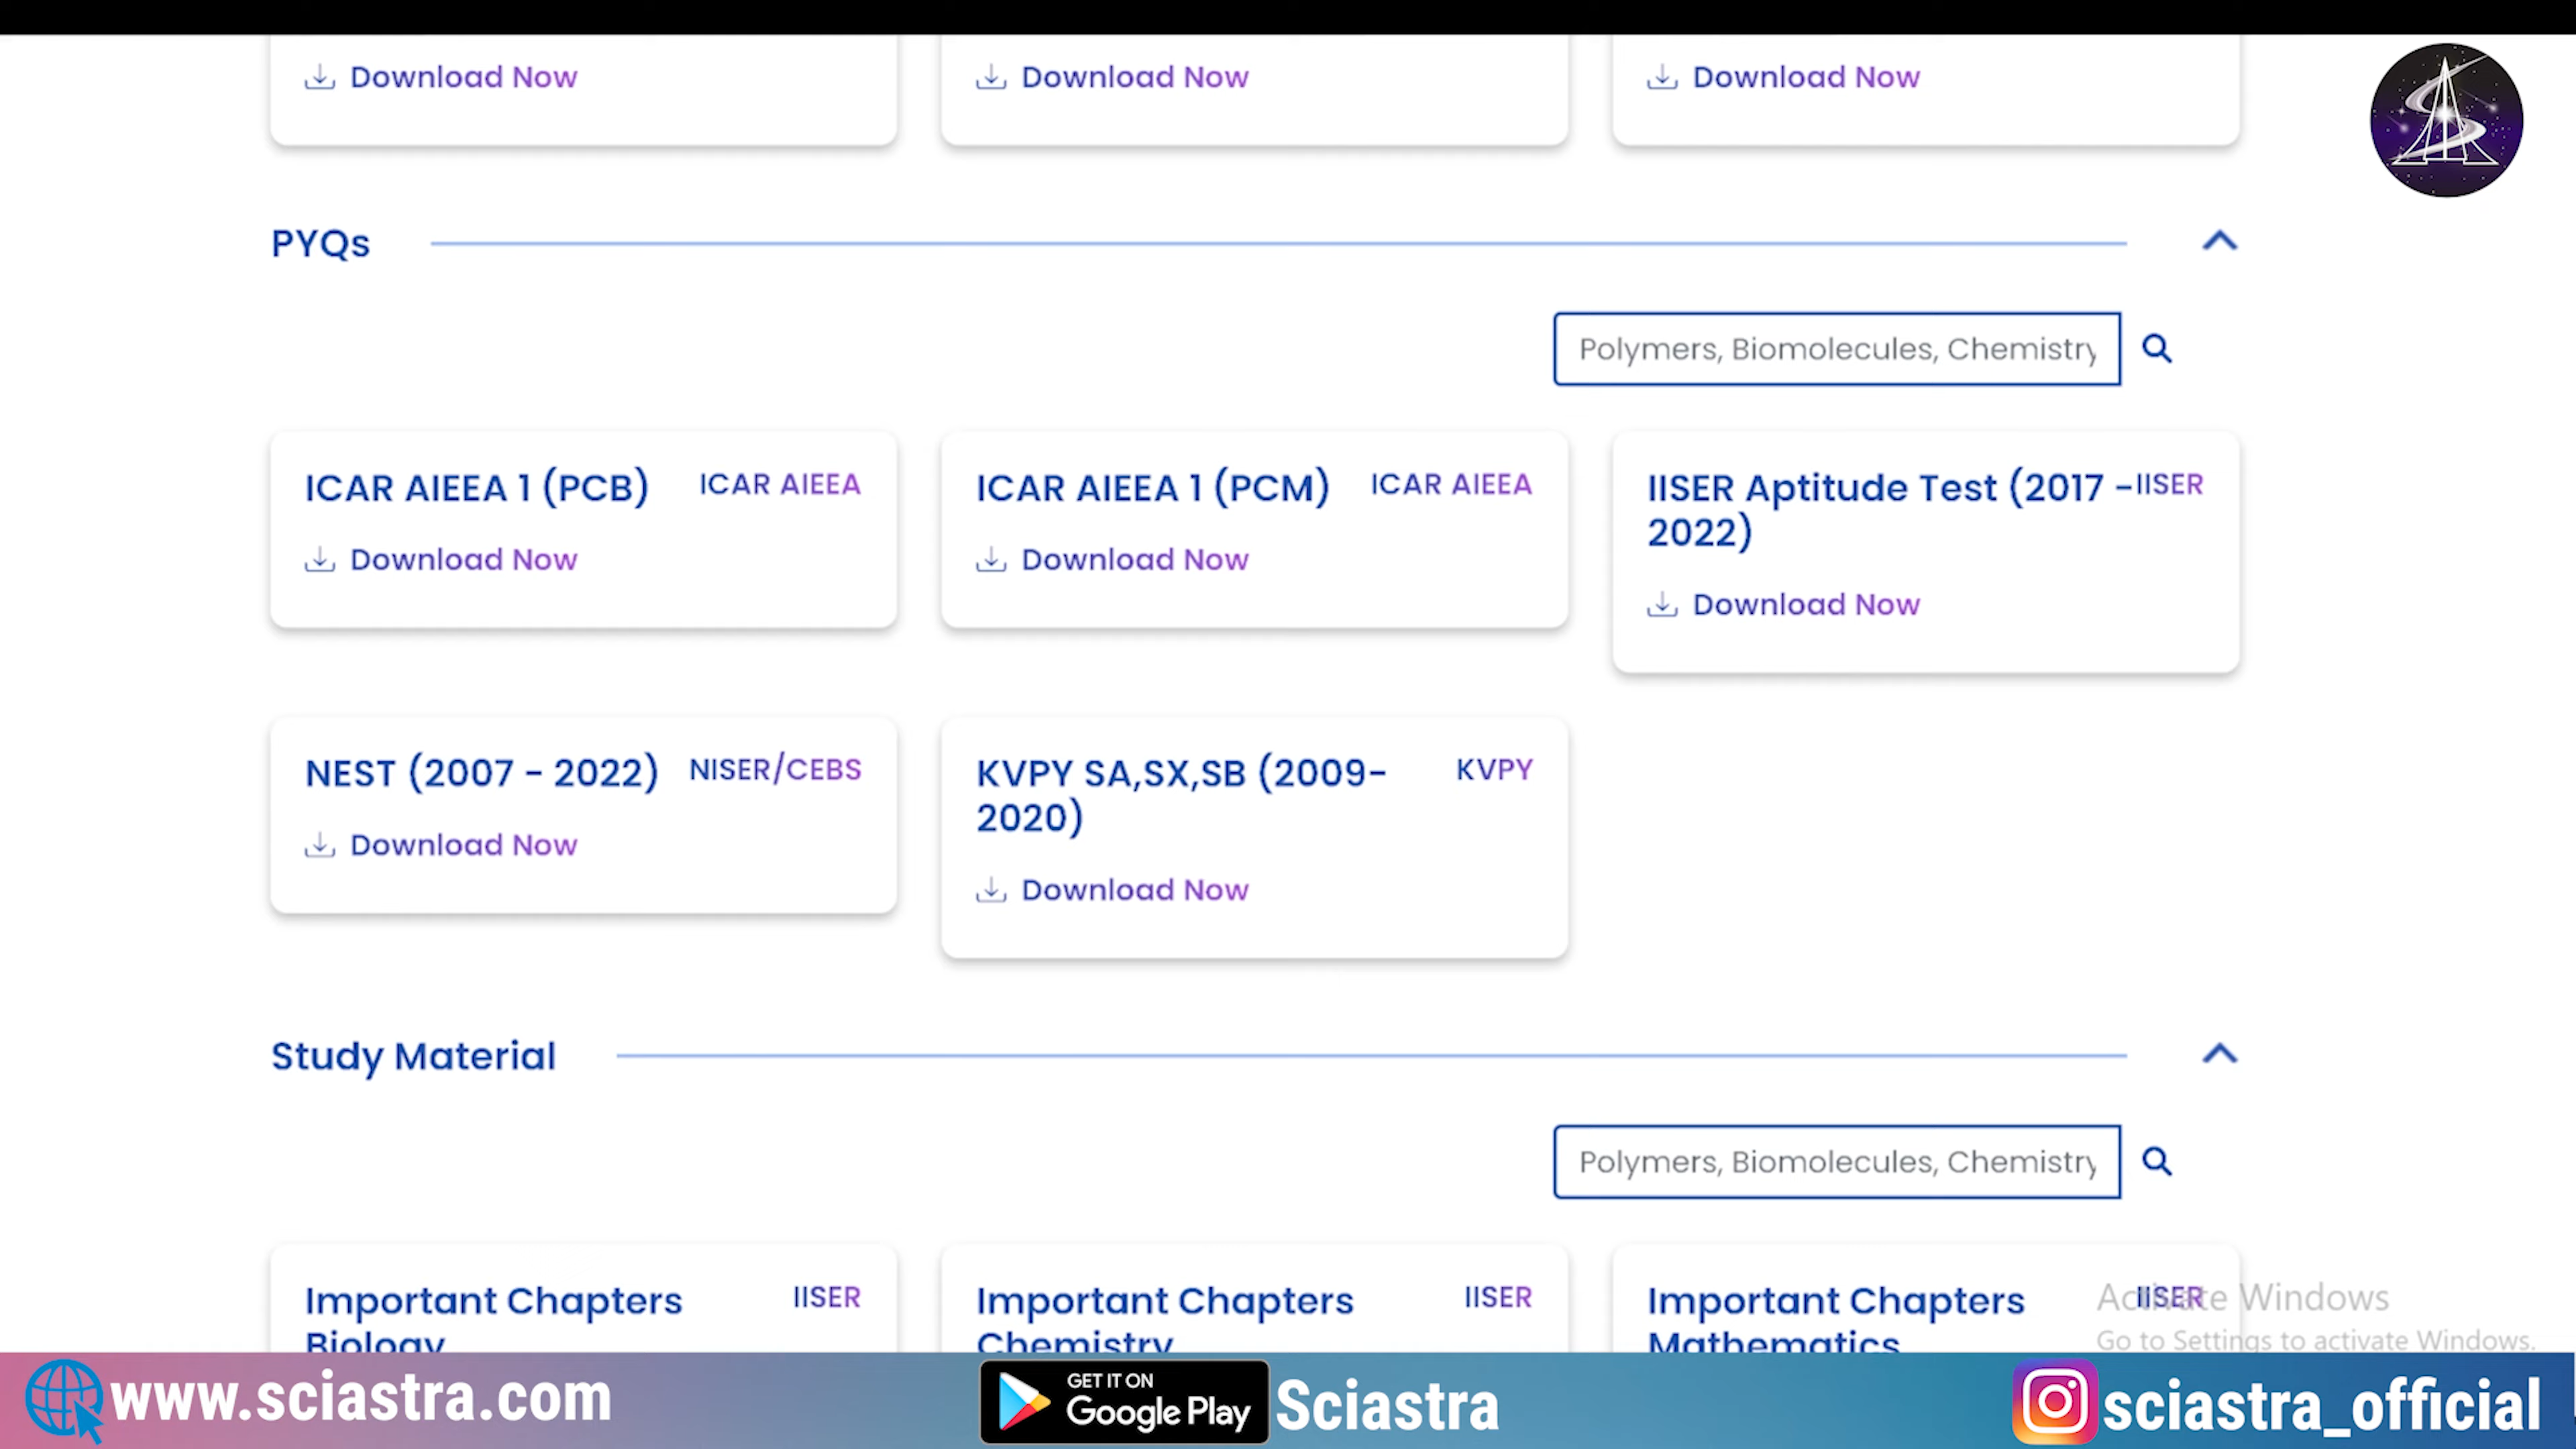 Download Now
Download Now
Download Now
PYQs
Polymers, Biomolecules, Chemistry
ICAR AIEEA 1 (PCB)
ICAR AIEEA
Download Now
ICAR AIEEA 1 (PCM)
ICAR AIEEA
Download Now
IISER Aptitude Test (2017 -
2022)
IISER
Download Now
NEST (2007 - 2022)
NISER/CEBS
Download Now
KVPY SA,SX,SB (2009-
2020)
KVPY
Download Now
Study Material
Polymers, Biomolecules, Chemistry
Important Chapters
Biology
IISER
Important Chapters
Chemistry
IISER
Important Chapters
Mathematics
IISER
Activate Windows
Go to Settings to activate Windows.
www.sciastra.com
GET IT ON
Google Play
Sciastra
sciastra_official